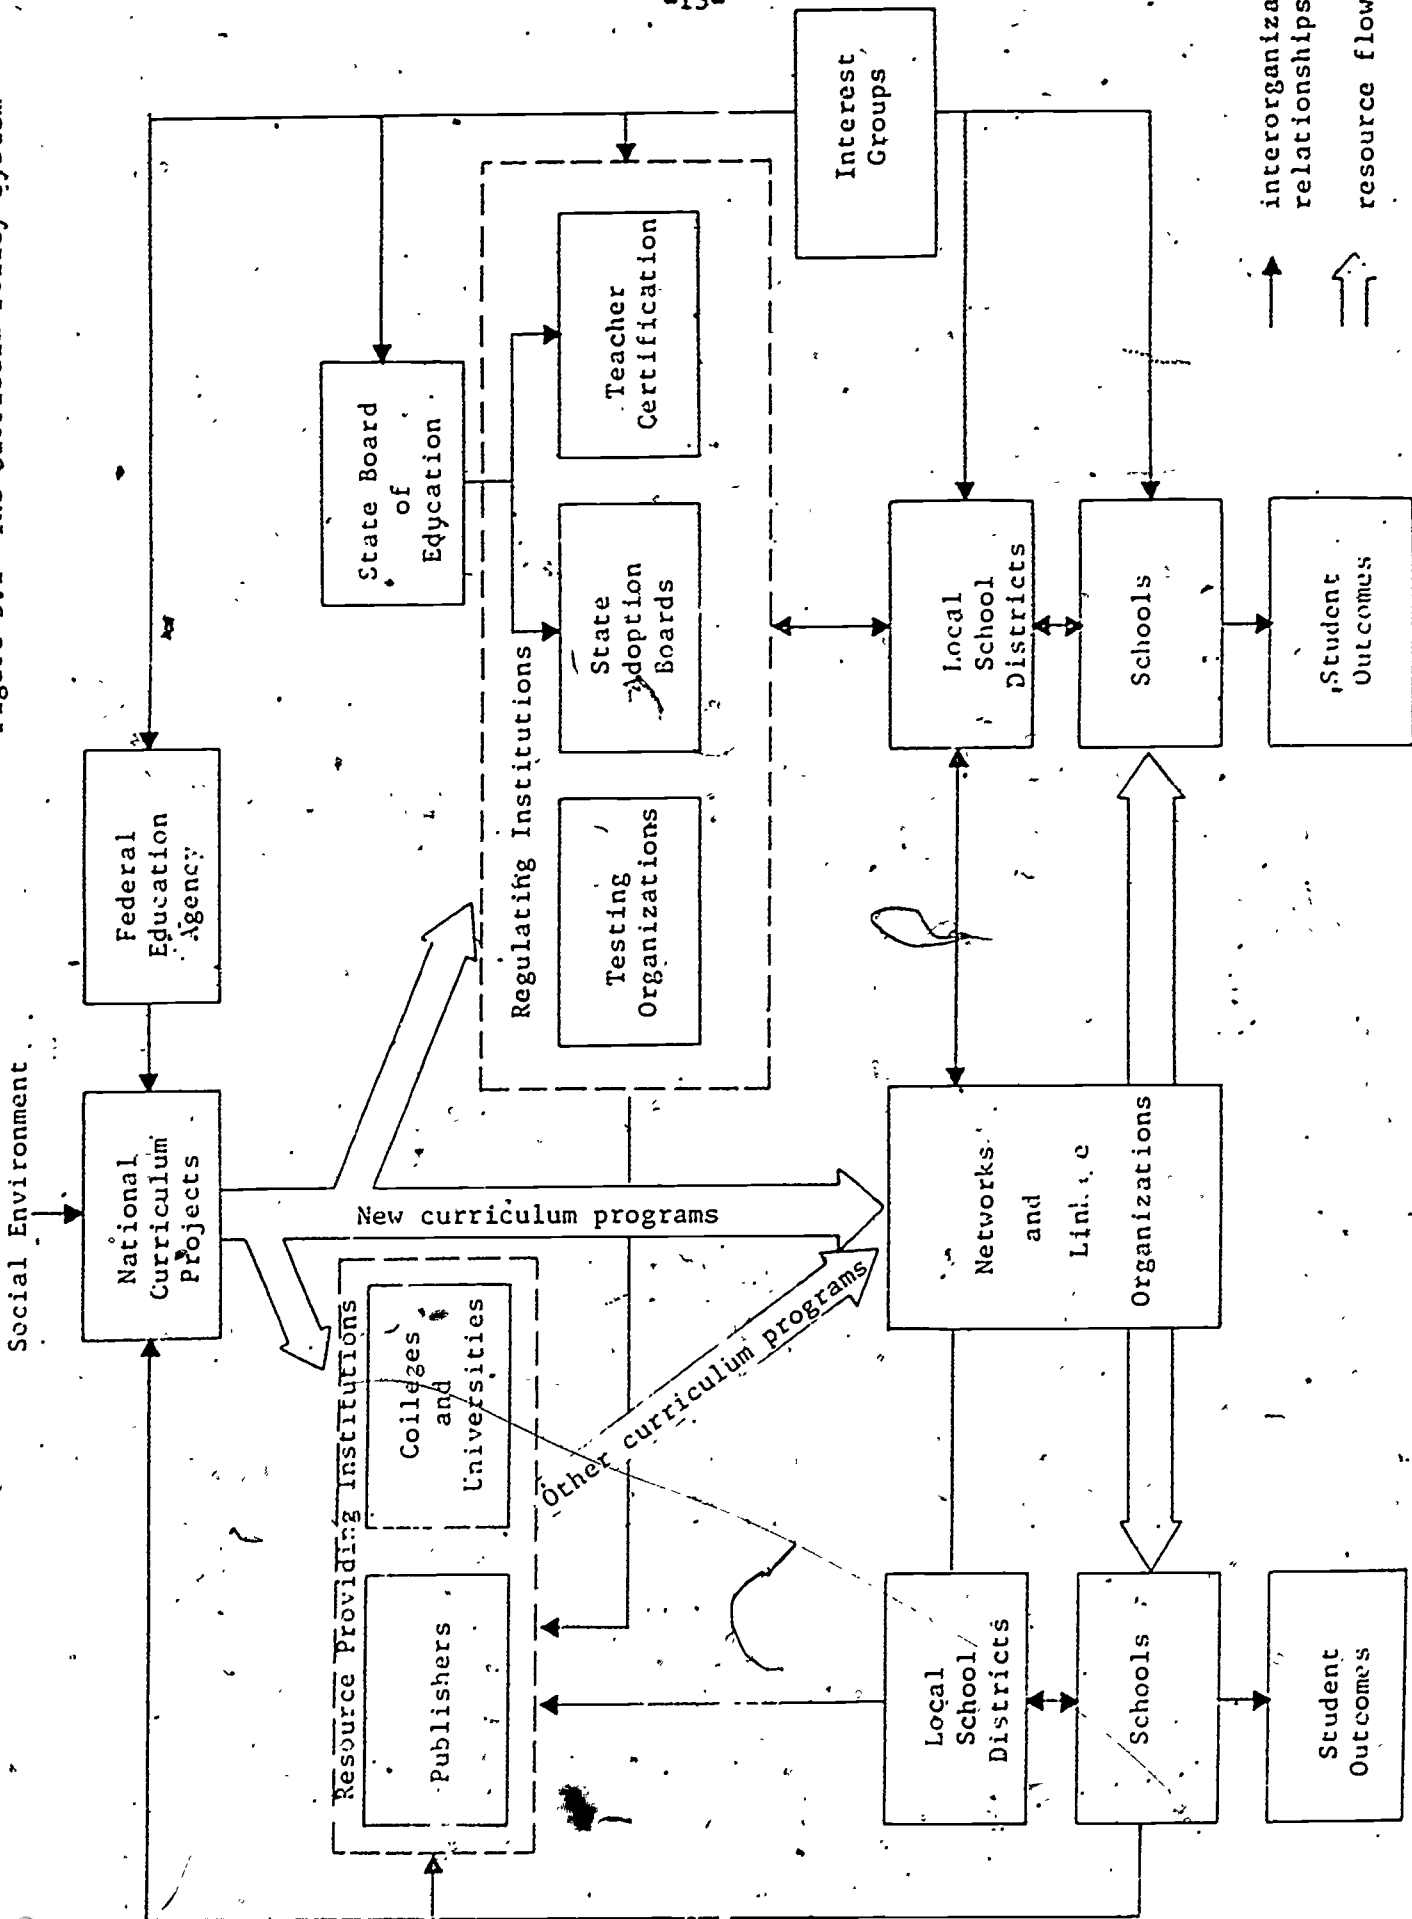 -13-
Social Environment
National
Curriculum
Projects
Federal
Education
Agency
State Board
of
Education
Interest
Groups
Resource Providing Institutions
Publishers
Colleges
and
Universities
New curriculum programs
Other curriculum programs
Regulating Institutions
Testing
Organizations
State
Adoption
Boards
Teacher
Certification
Local
School
Districts
Schools
Student
Outcomes
Networks
and
Organizations
Local
School
Districts
Schools
Student
Outcomes
interorganiza
relationships
resource flow